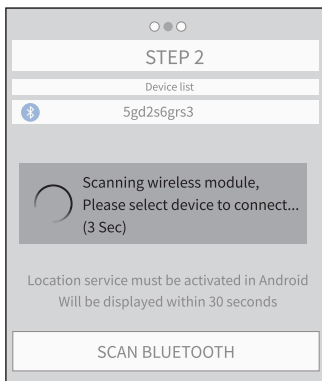 STEP 2
Device list
5gd2s6grs3
Scanning wireless module,
Please select device to connect...
(3 Sec)
Location service must be activated in Android
Will be displayed within 30 seconds
SCAN BLUETOOTH